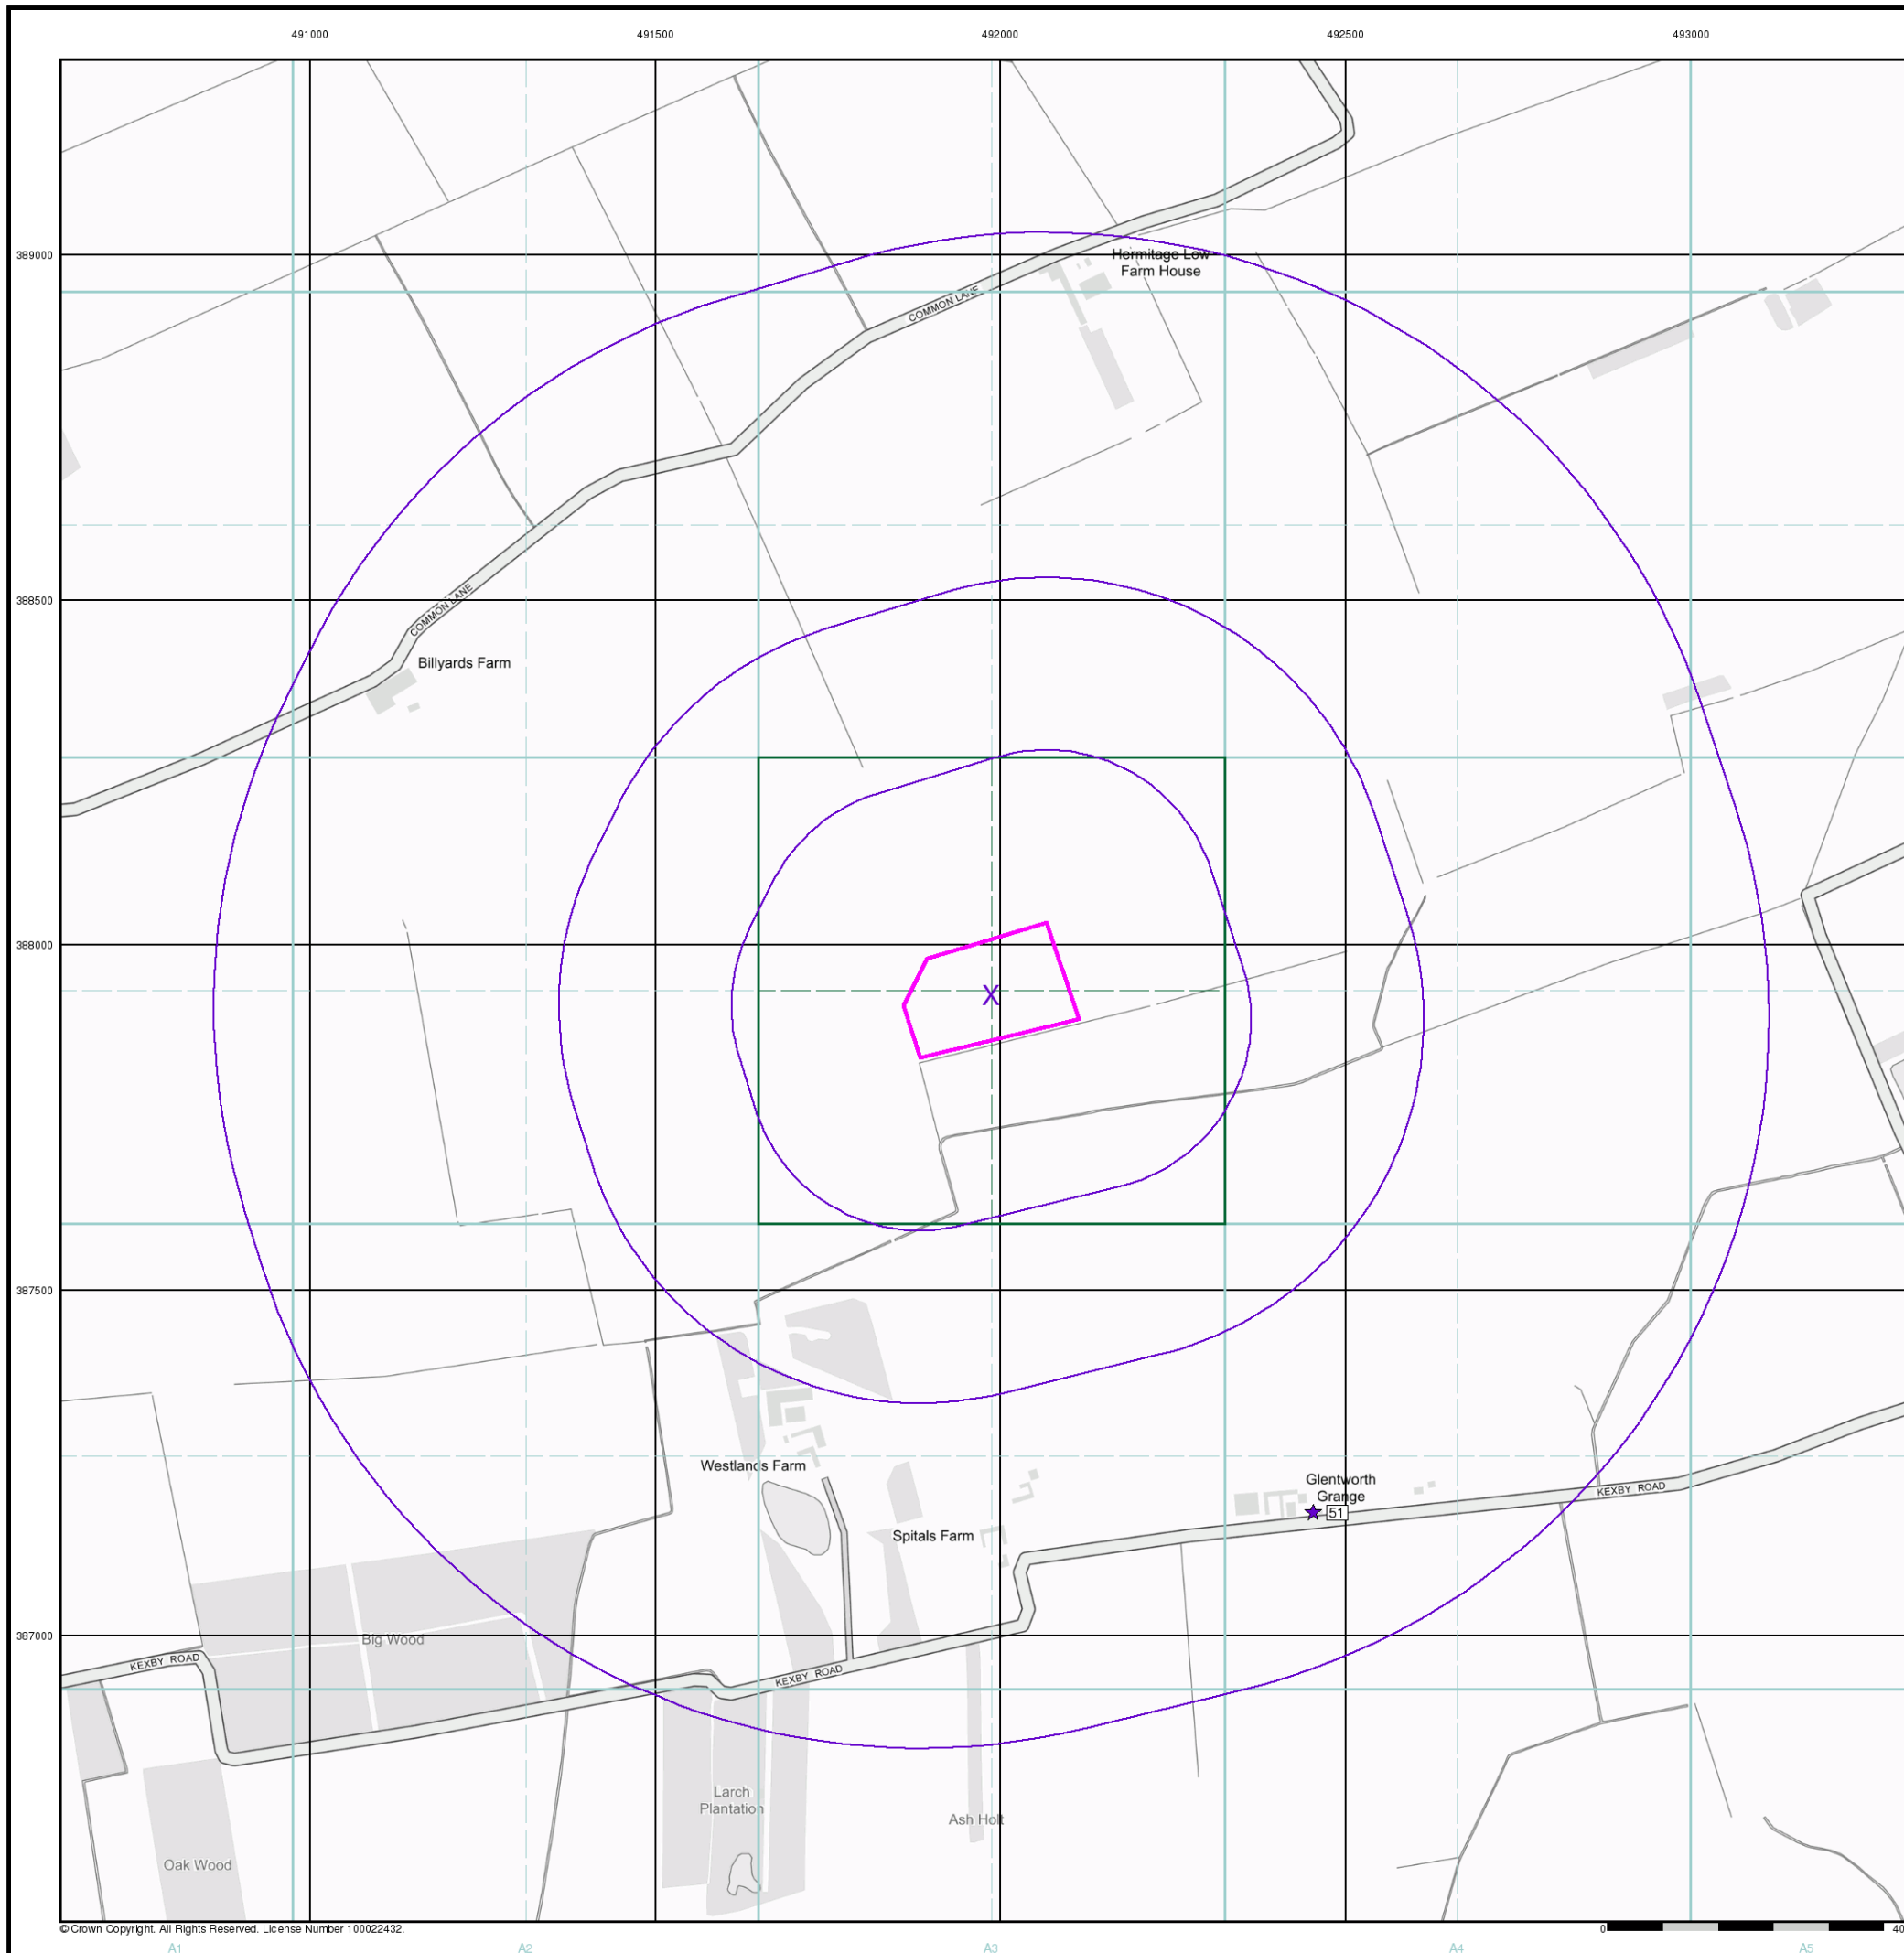 491000 491500 492000 492500 493000
389000
Hermitage Low
Farm House
COMMON LANE
388500
COMMON LANE
Billyards Farm
388000
X
387500
Westlands Farm
Glentworth
Grange
KEXBY ROAD
51
Spitals Farm
387000
Big Wood
KEXBY ROAD
KEXBY ROAD
Larch
Plantation
Ash Holt
Oak Wood
© Crown Copyright. All Rights Reserved. License Number 100022432.
0 40
A1 A2 A3 A4 A5